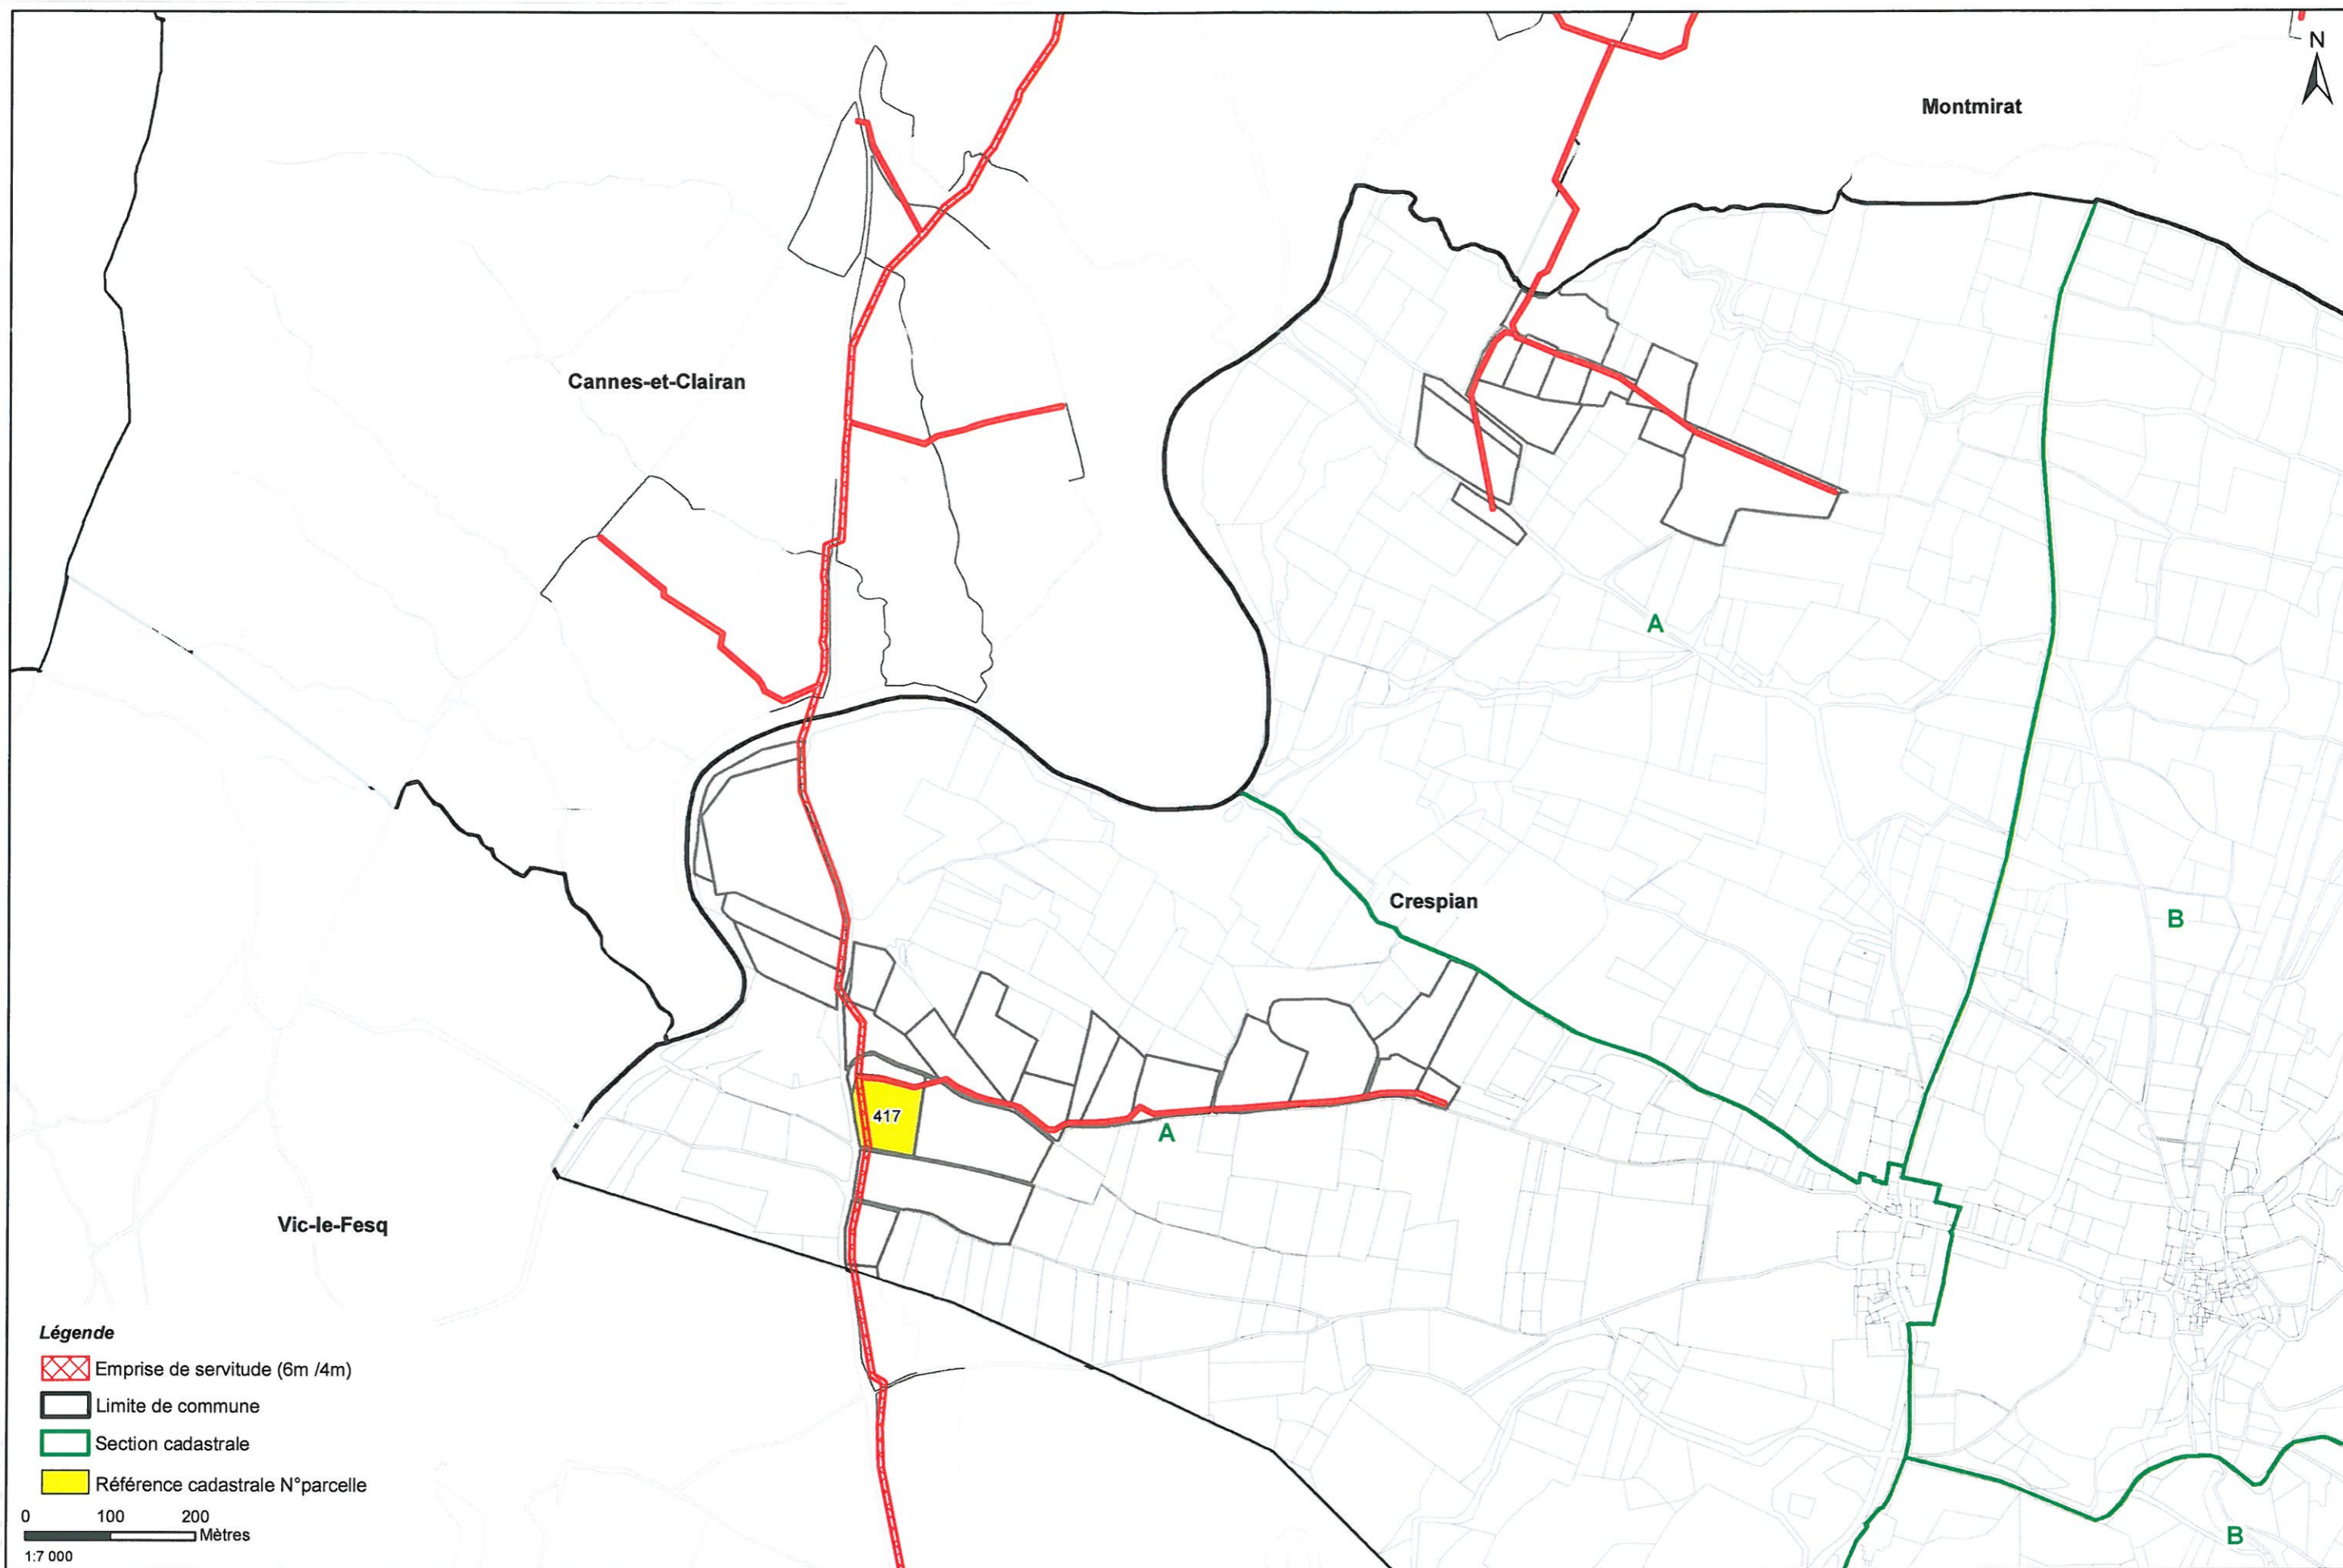 N
Montmirat
Cannes-et-Clairan
A
Crespian
B
417
A
Vic-le-Fesq
Légende
Emprise de servitude (6m /4m)
Limite de commune
Section cadastrale
Référence cadastrale N°parcelle
0 100 200
Mètres
1:7 000
B